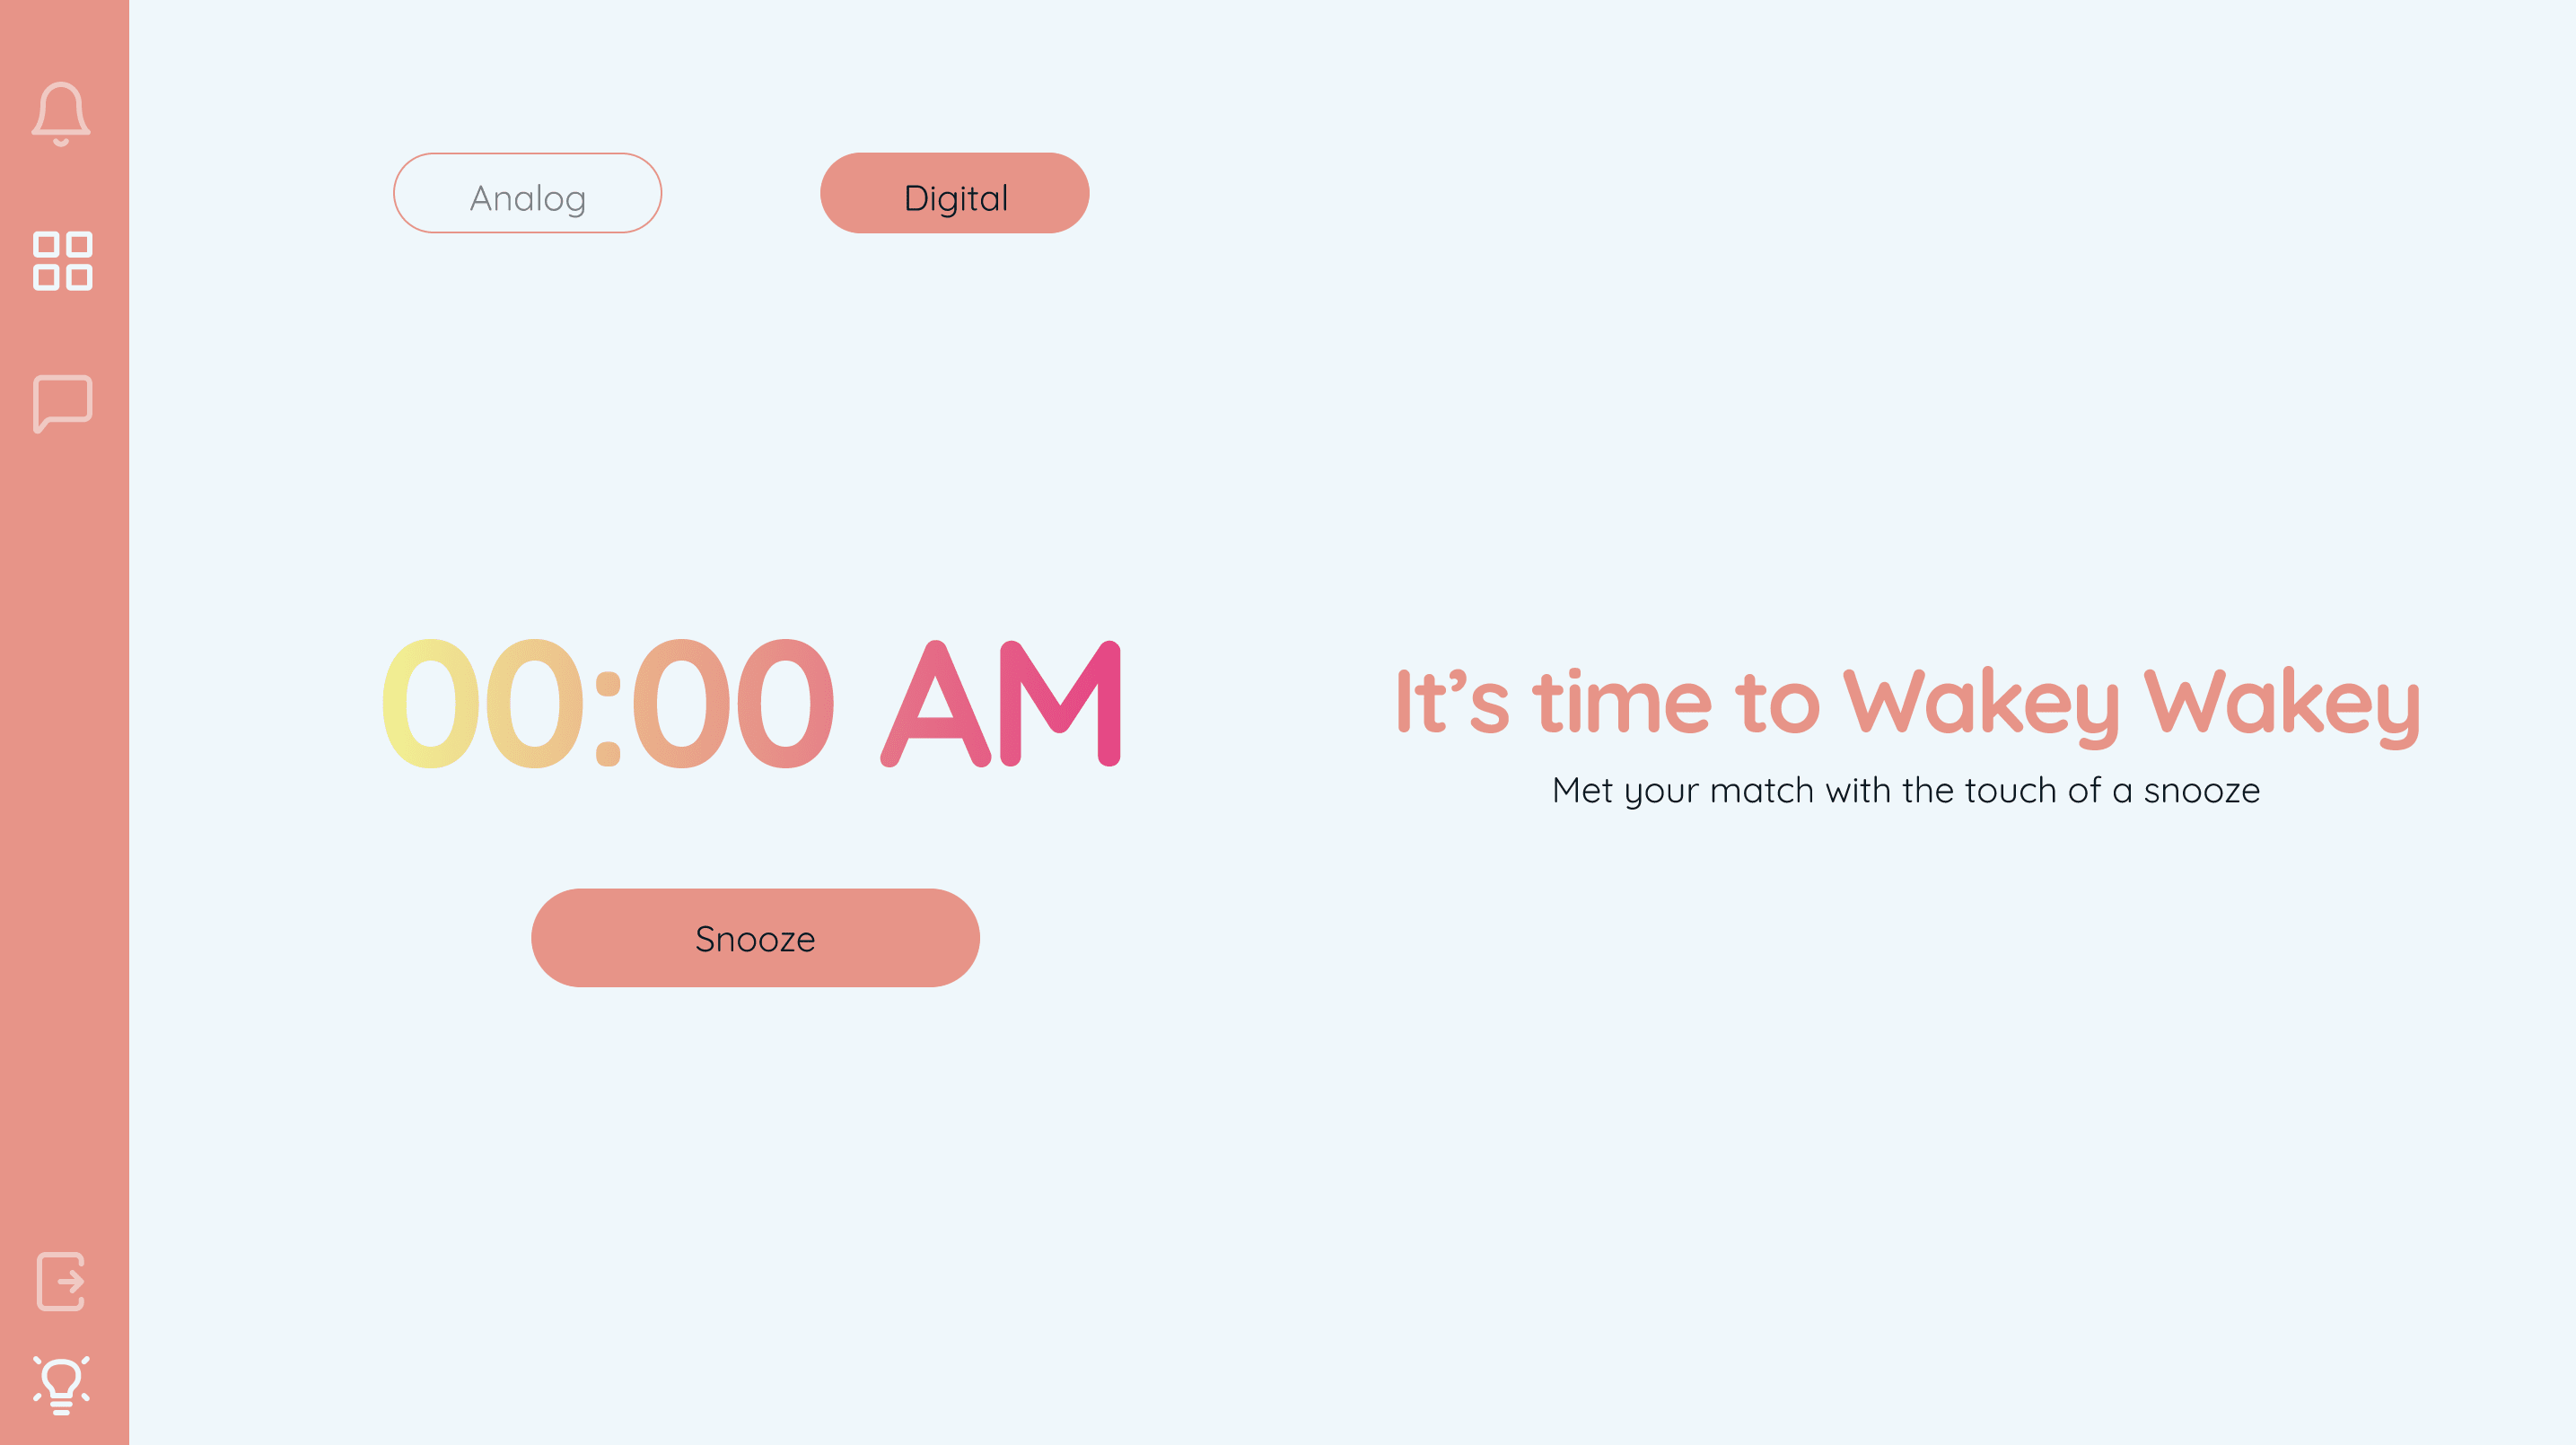 Analog
Digital
00:00 AM
It’s time to Wakey Wakey
Met your match with the touch of a snooze
Snooze